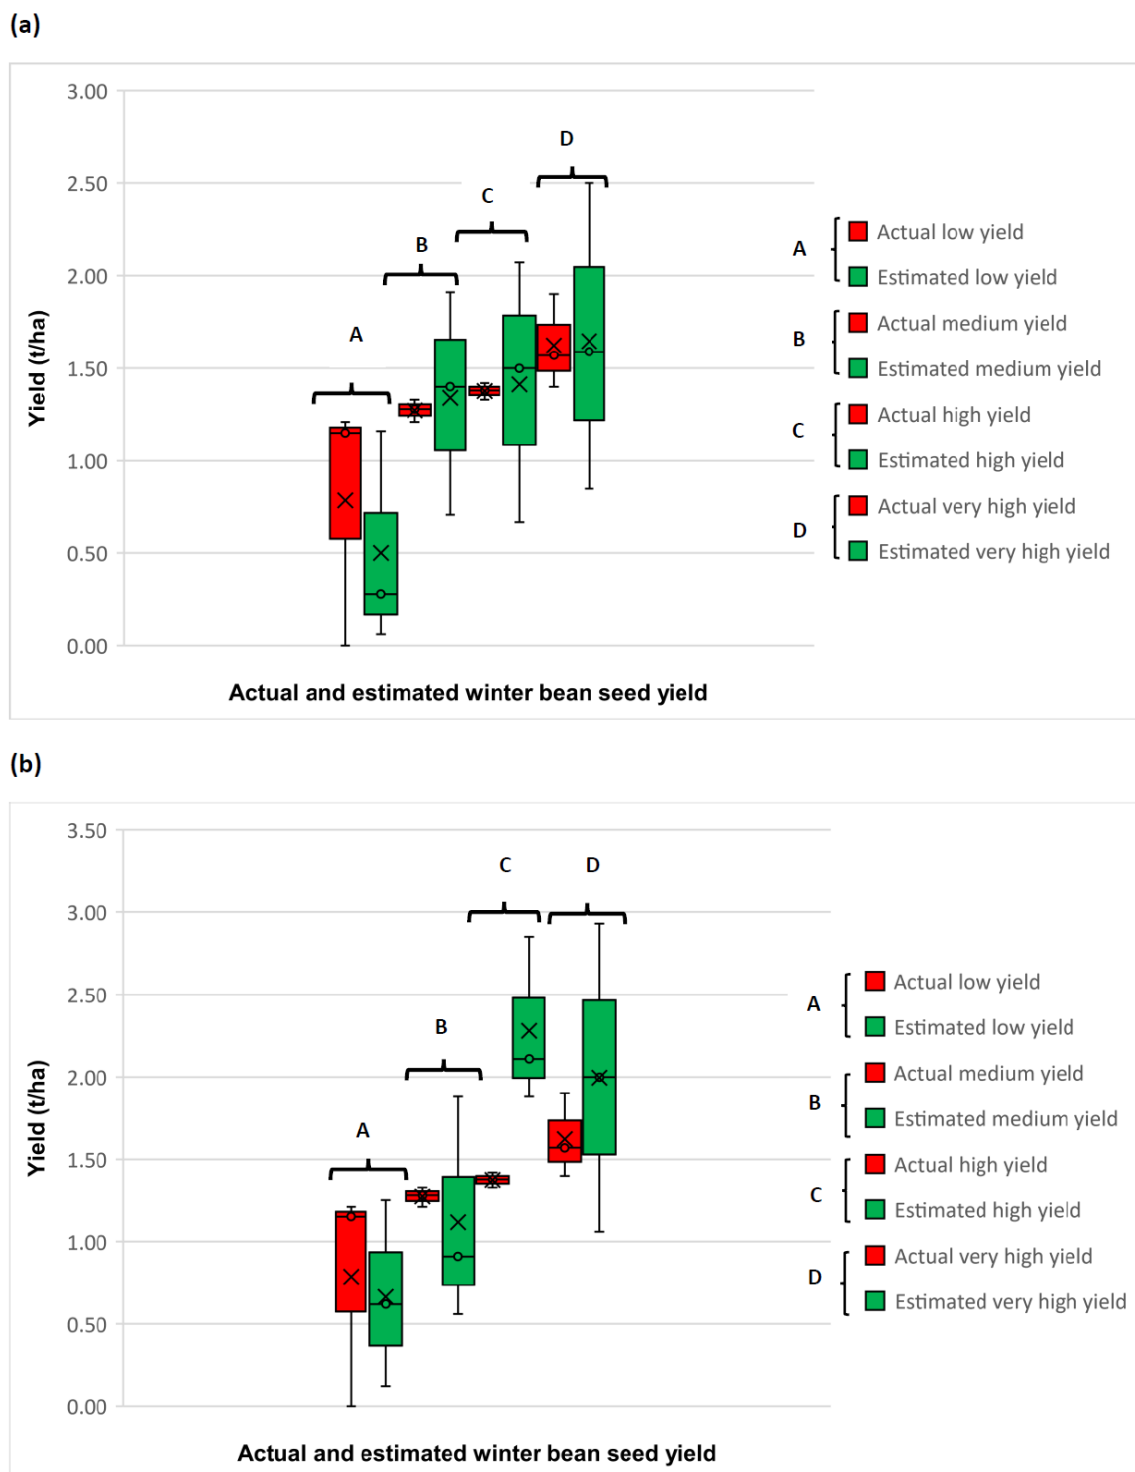 (a)
3.00
2.50
2.00
1.50
1.00
0.50
0.00
Yield (t/ha)
A
B
C
D
Actual and estimated winter bean seed yield
A
Actual low yield
Estimated low yield
B
Actual medium yield
Estimated medium yield
C
Actual high yield
Estimated high yield
D
Actual very high yield
Estimated very high yield
(b)
3.50
3.00
2.50
2.00
1.50
1.00
0.50
0.00
Yield (t/ha)
A
B
C
D
Actual and estimated winter bean seed yield
A
Actual low yield
Estimated low yield
B
Actual medium yield
Estimated medium yield
C
Actual high yield
Estimated high yield
D
Actual very high yield
Estimated very high yield